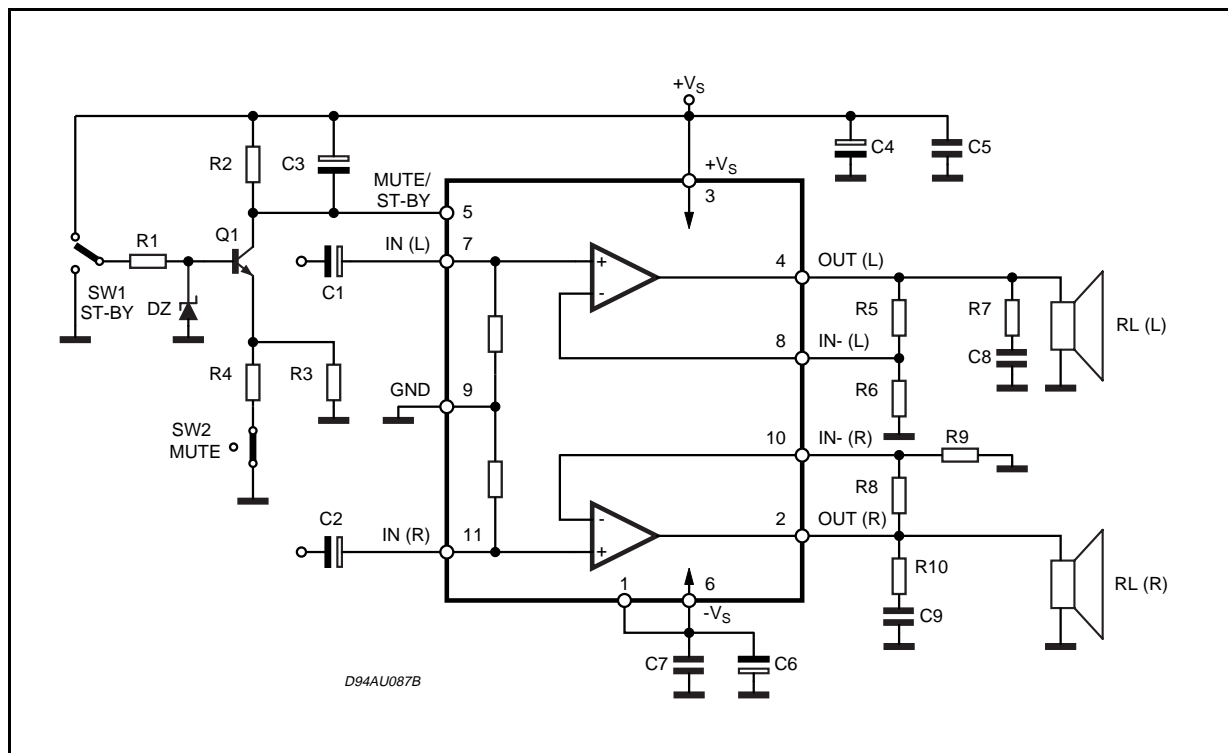 +VS
R2
C3
C4
C5
MUTE/
ST-BY
+VS
3
5
R1
Q1
IN (L)
7
4
OUT (L)
C1
SW1
ST-BY
DZ
R5
R7
RL (L)
8
IN- (L)
C8
R4
R3
GND
9
R6
SW2
MUTE
10
IN- (R)
R9
R8
C2
IN (R)
11
2
OUT (R)
R10
RL (R)
1
6
-VS
C9
C7
C6
D94AU087B
+
-
-
+